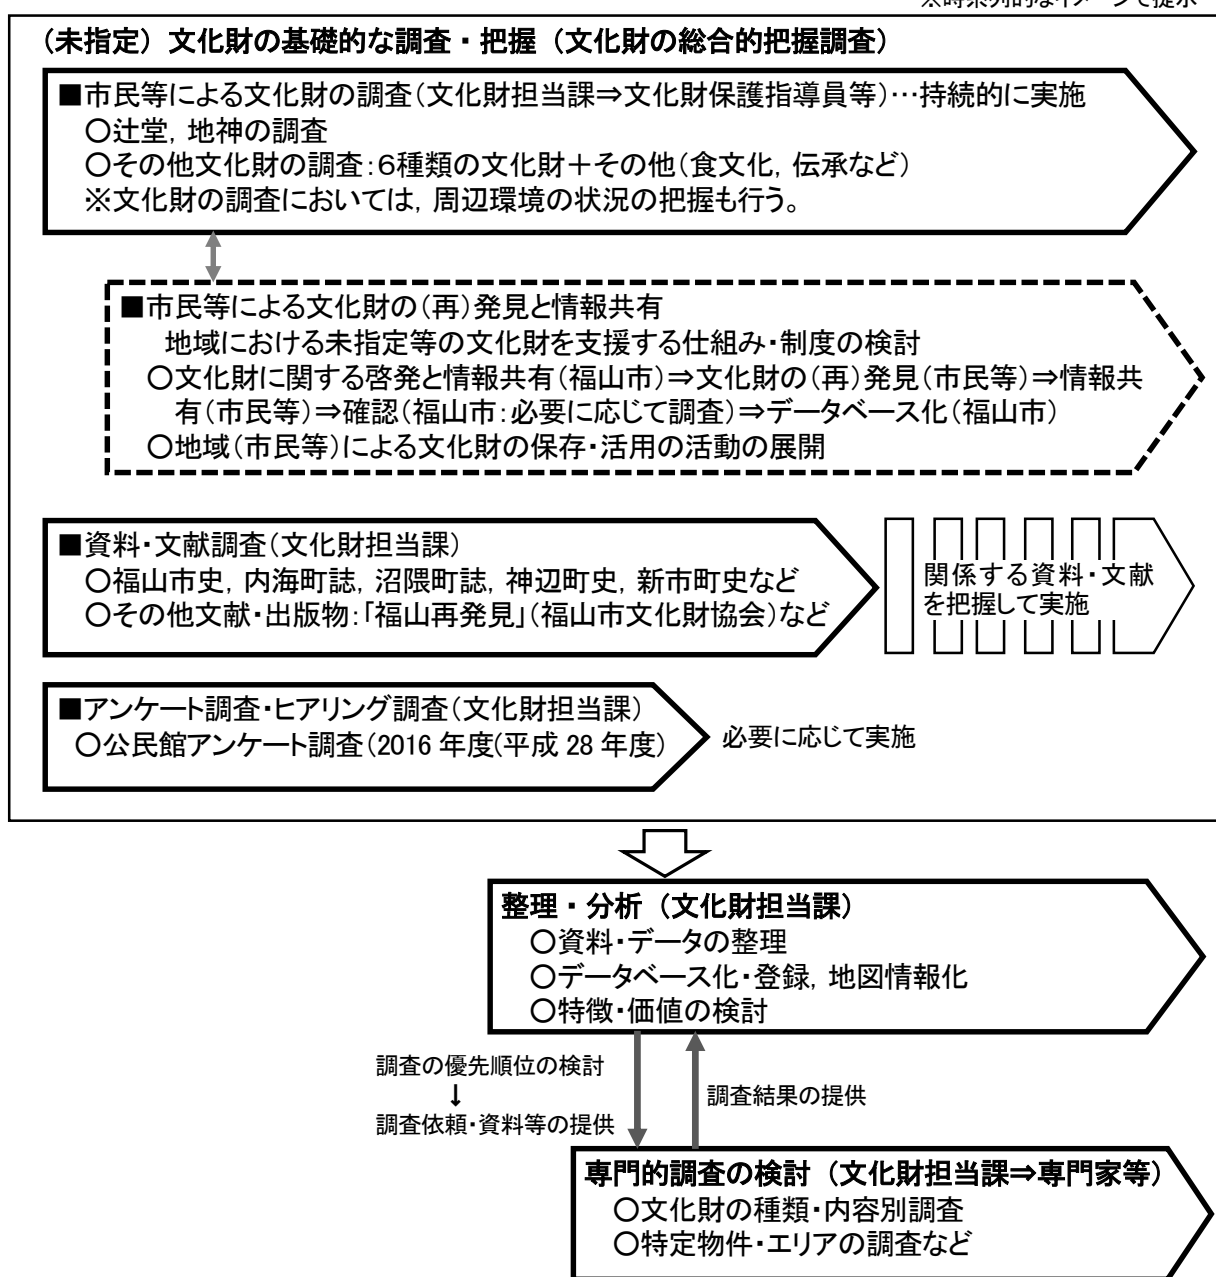 ※時系列的なイメージで提示
（未指定）文化財の基礎的な調査・把握（文化財の総合的把握調査）
■市民等による文化財の調査（文化財担当課⇒文化財保護指導員等）…持続的に実施
○辻堂，地神の調査
○その他文化財の調査：６種類の文化財＋その他（食文化，伝承など）
※文化財の調査においては，周辺環境の状況の把握も行う。
■市民等による文化財の（再）発見と情報共有
地域における未指定等の文化財を支援する仕組み・制度の検討
○文化財に関する啓発と情報共有（福山市）⇒文化財の（再）発見（市民等）⇒情報共
有（市民等）⇒確認（福山市：必要に応じて調査）⇒データベース化（福山市）
○地域（市民等）による文化財の保存・活用の活動の展開
■資料・文献調査（文化財担当課）
○福山市史，内海町誌，沼隈町誌，神辺町史，新市町史など
○その他文献・出版物：「福山再発見」（福山市文化財協会）など
関係する資料・文献
を把握して実施
■アンケート調査・ヒアリング調査（文化財担当課）
○公民館アンケート調査（2016 年度(平成 28 年度）
必要に応じて実施
整理・分析（文化財担当課）
○資料・データの整理
○データベース化・登録，地図情報化
○特徴・価値の検討
調査の優先順位の検討
↓
調査依頼・資料等の提供
調査結果の提供
専門的調査の検討（文化財担当課⇒専門家等）
○文化財の種類・内容別調査
○特定物件・エリアの調査など